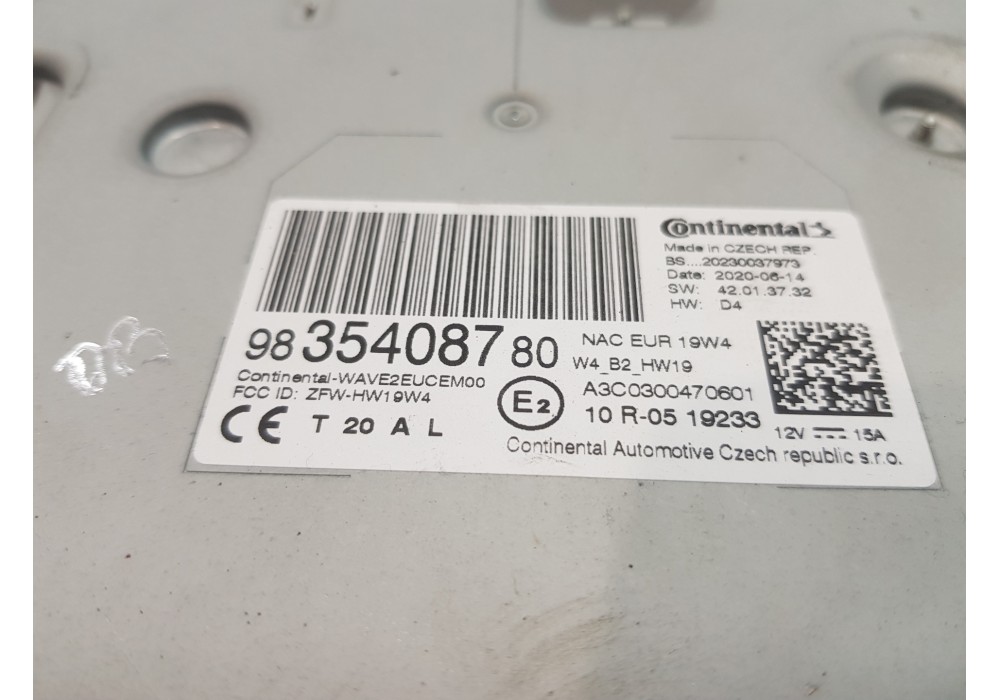 Continental
Made in CZECH REP.
BS....20230037973
Date: 2020-06-14
SW: 42.01.37.32
HW: D4
98 35408780
NAC EUR 19W4
W4_B2_HW19
Continental-WAVE2EUCEM00
FCC ID: ZFW-HW19W4
E2
A3C0300470601
10 R-05 19233
CE T 20 A L
12V 15A
Continental Automotive Czech republic s.r.o.